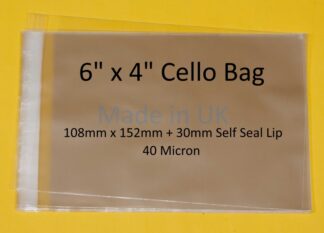 6" x 4" Cello Bag
Made in UK
108mm x 152mm + 30mm Self Seal Lip
40 Micron